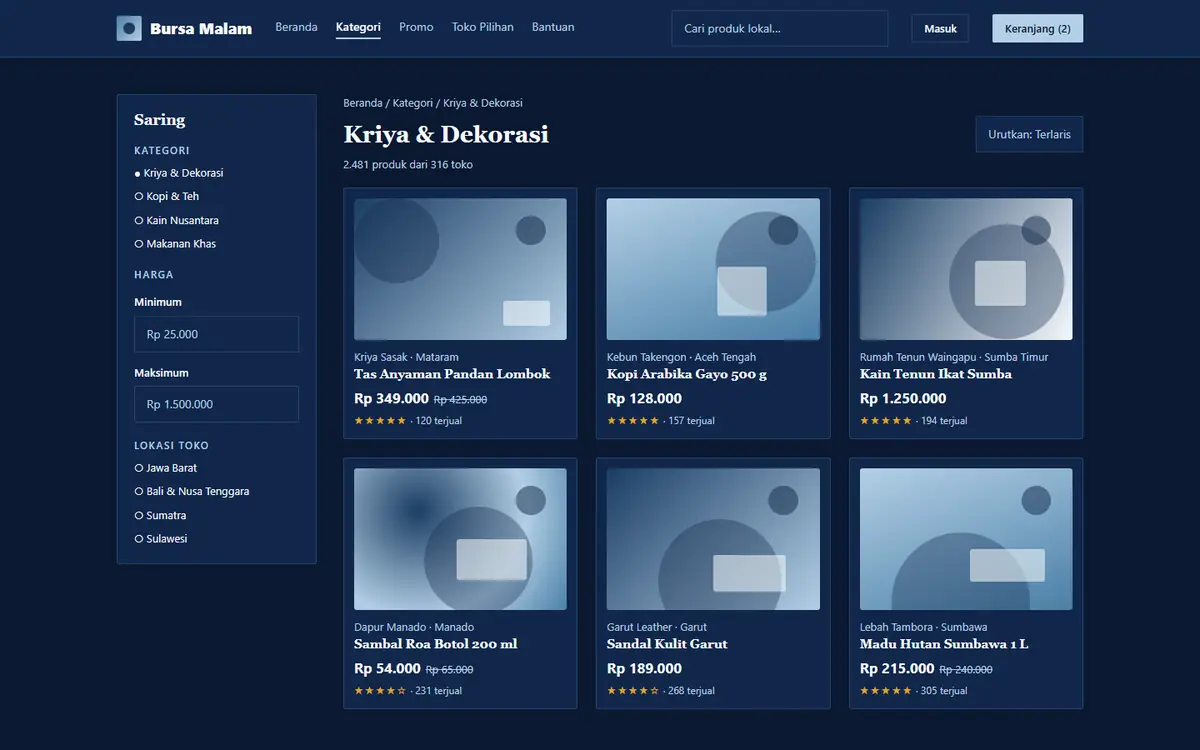 Bursa Malam
Beranda
Kategori
Promo
Toko Pilihan
Bantuan
Cari produk lokal...
Masuk
Keranjang (2)
Saring
KATEGORI
Kriya & Dekorasi
Kopi & Teh
Kain Nusantara
Makanan Khas
HARGA
Minimum
Rp 25.000
Maksimum
Rp 1.500.000
LOKASI TOKO
Jawa Barat
Bali & Nusa Tenggara
Sumatra
Sulawesi
Beranda / Kategori / Kriya & Dekorasi
Kriya & Dekorasi
2.481 produk dari 316 toko
Urutkan: Terlaris
Kriya Sasak · Mataram
Tas Anyaman Pandan Lombok
Rp 349.000 Rp 425.000
★★★★★ · 120 terjual
Kebun Takengon · Aceh Tengah
Kopi Arabika Gayo 500 g
Rp 128.000
★★★★★ · 157 terjual
Rumah Tenun Waingapu · Sumba Timur
Kain Tenun Ikat Sumba
Rp 1.250.000
★★★★★ · 194 terjual
Dapur Manado · Manado
Sambal Roa Botol 200 ml
Rp 54.000 Rp 65.000
★★★★☆ · 231 terjual
Garut Leather · Garut
Sandal Kulit Garut
Rp 189.000
★★★★☆ · 268 terjual
Lebah Tambora · Sumbawa
Madu Hutan Sumbawa 1 L
Rp 215.000 Rp 240.000
★★★★★ · 305 terjual